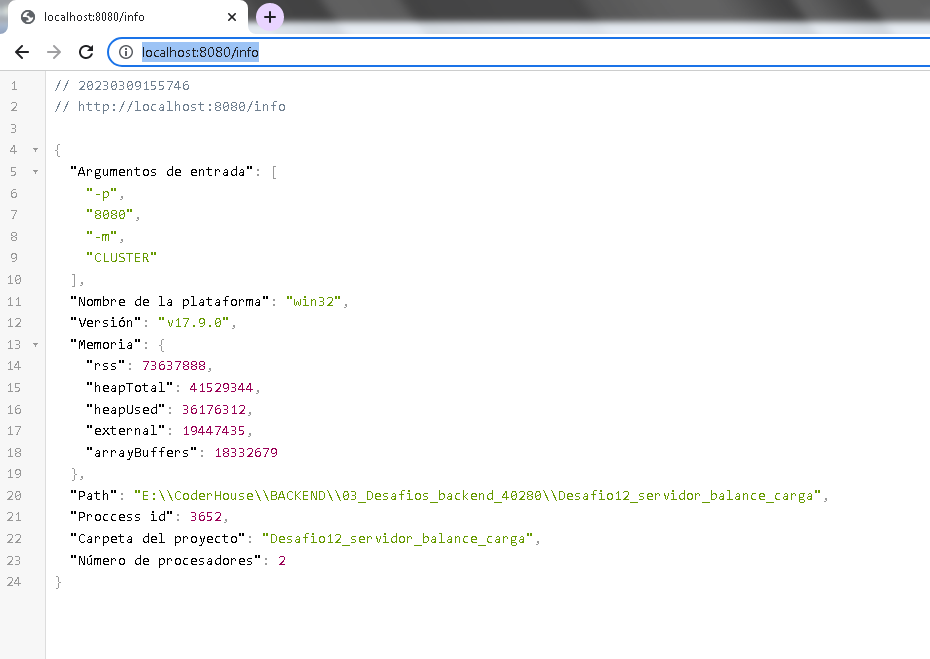 localhost:8080/info
localhost:8080/info
1 // 20230309155746
2 // http://localhost:8080/info
3
4 {
5 "Argumentos de entrada": [
6 "-p",
7 "8080",
8 "-m",
9 "CLUSTER"
10 ],
11 "Nombre de la plataforma": "win32",
12 "Versión": "v17.9.0",
13 "Memoria": {
14 "rss": 73637888,
15 "heapTotal": 41529344,
16 "heapUsed": 36176312,
17 "external": 19447435,
18 "arrayBuffers": 18332679
19 },
20 "Path": "E:\\CoderHouse\\BACKEND\\03_Desafios_backend_40280\\Desafio12_servidor_balance_carga",
21 "Proccess id": 3652,
22 "Carpeta del proyecto": "Desafio12_servidor_balance_carga",
23 "Número de procesadores": 2
24 }